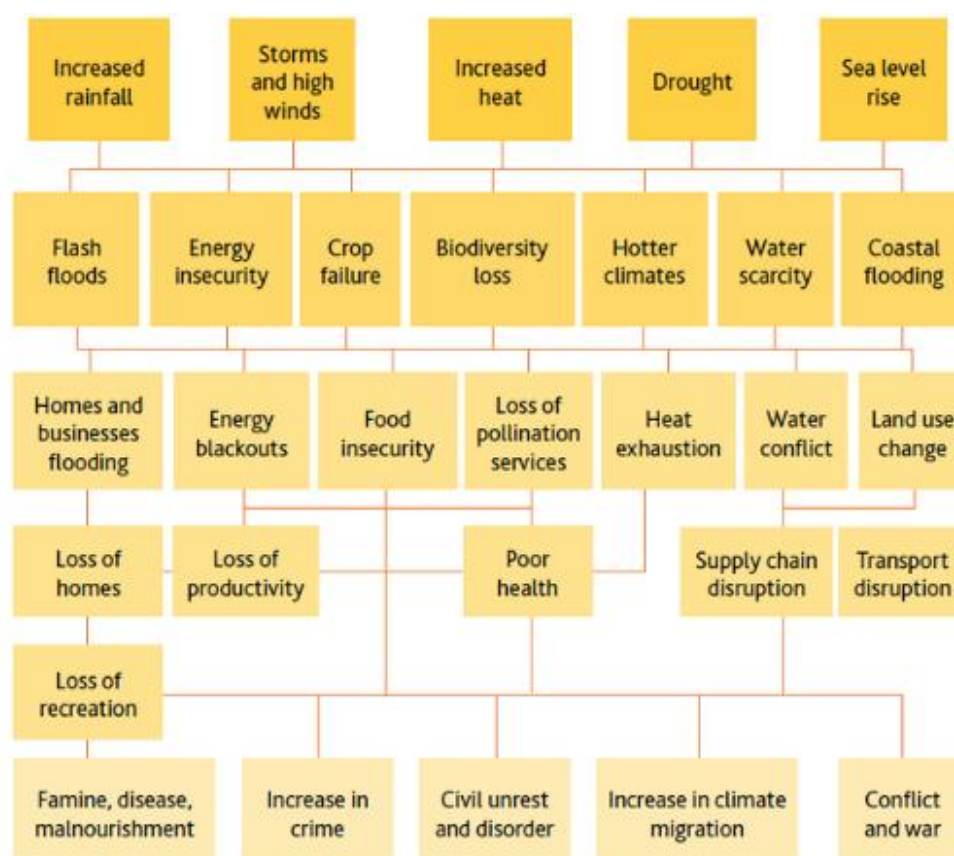 Increased
rainfall
Storms
and high
winds
Increased
heat
Drought
Sea level
rise
Flash
floods
Energy
insecurity
Crop
failure
Biodiversity
loss
Hotter
climates
Water
scarcity
Coastal
flooding
Homes and
businesses
flooding
Energy
blackouts
Food
insecurity
Loss of
pollination
services
Heat
exhaustion
Water
conflict
Land use
change
Loss of
homes
Loss of
productivity
Poor
health
Supply chain
disruption
Transport
disruption
Loss of
recreation
Famine, disease,
malnourishment
Increase in
crime
Civil unrest
and disorder
Increase in climate
migration
Conflict
and war